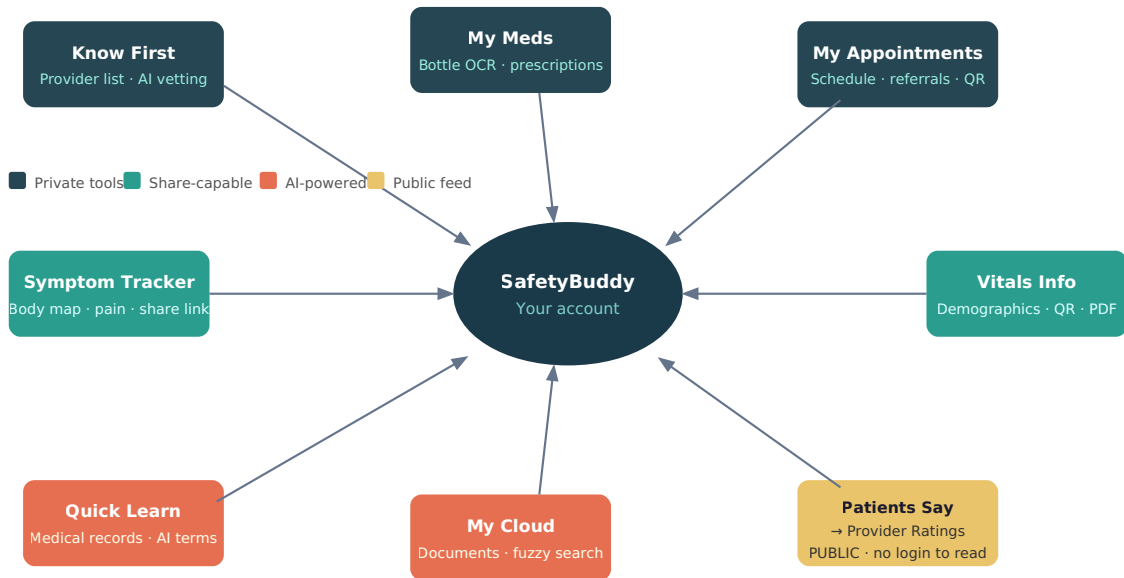 Know First
Provider list · AI vetting
My Meds
Bottle OCR · prescriptions
My Appointments
Schedule · referrals · QR
Private tools
Share-capable
AI-powered
Public feed
Symptom Tracker
Body map · pain · share link
SafetyBuddy
Your account
Vitals Info
Demographics · QR · PDF
Quick Learn
Medical records · AI terms
My Cloud
Documents · fuzzy search
Patients Say
→ Provider Ratings
PUBLIC · no login to read